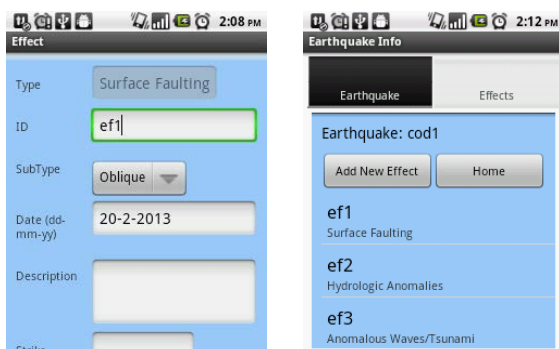 2:08 PM
Effect
Type
Surface Faulting
ID
ef1
SubType
Oblique
Date (dd-
mm-yy)
20-2-2013
Description
2:12 PM
Earthquake Info
Earthquake
Effects
Earthquake: cod1
Add New Effect
Home
ef1
Surface Faulting
ef2
Hydrologic Anomalies
ef3
Anomalous Waves/Tsunami